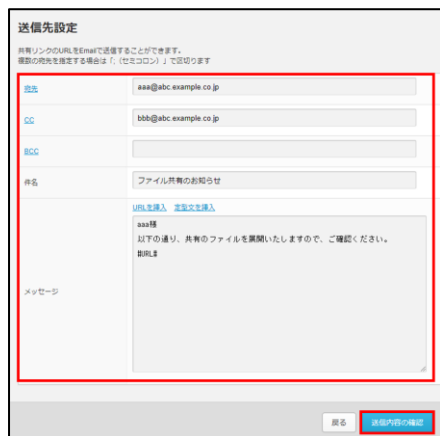 送信先設定
共有リンクのURLをEmailで送信することができます。
複数の宛先を指定する場合は「;（セミコロン）」で区切ります
宛先
aaa@abc.example.co.jp
CC
bbb@abc.example.co.jp
BCC
件名
ファイル共有のお知らせ
URLを挿入 定型文を挿入
メッセージ
aaa様
以下の通り、共有のファイルを展開いたしますので、ご確認ください。
#URL#
戻る 送信内容の確認